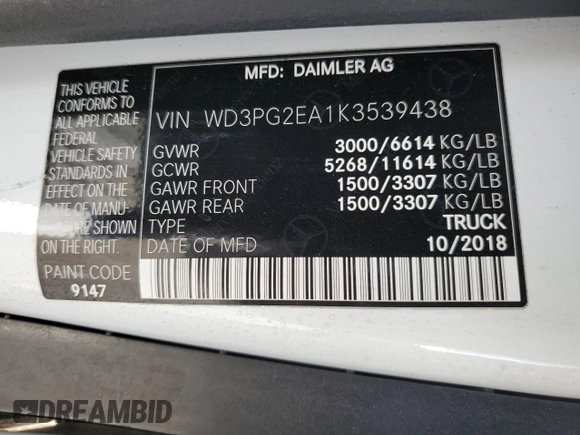 MFD: DAIMLER AG
THIS VEHICLE
CONFORMS TO
ALL APPLICABLE
FEDERAL
VEHICLE SAFETY
STANDARDS IN
EFFECT ON THE
DATE OF MANU-
FACTURE SHOWN
ON THE RIGHT.
PAINT CODE
9147
VIN WD3PG2EA1K3539438
GVWR 3000/6614 KG/LB
GCWR 5268/11614 KG/LB
GAWR FRONT 1500/3307 KG/LB
GAWR REAR 1500/3307 KG/LB
TYPE TRUCK
DATE OF MFD 10/2018
DREAMBID